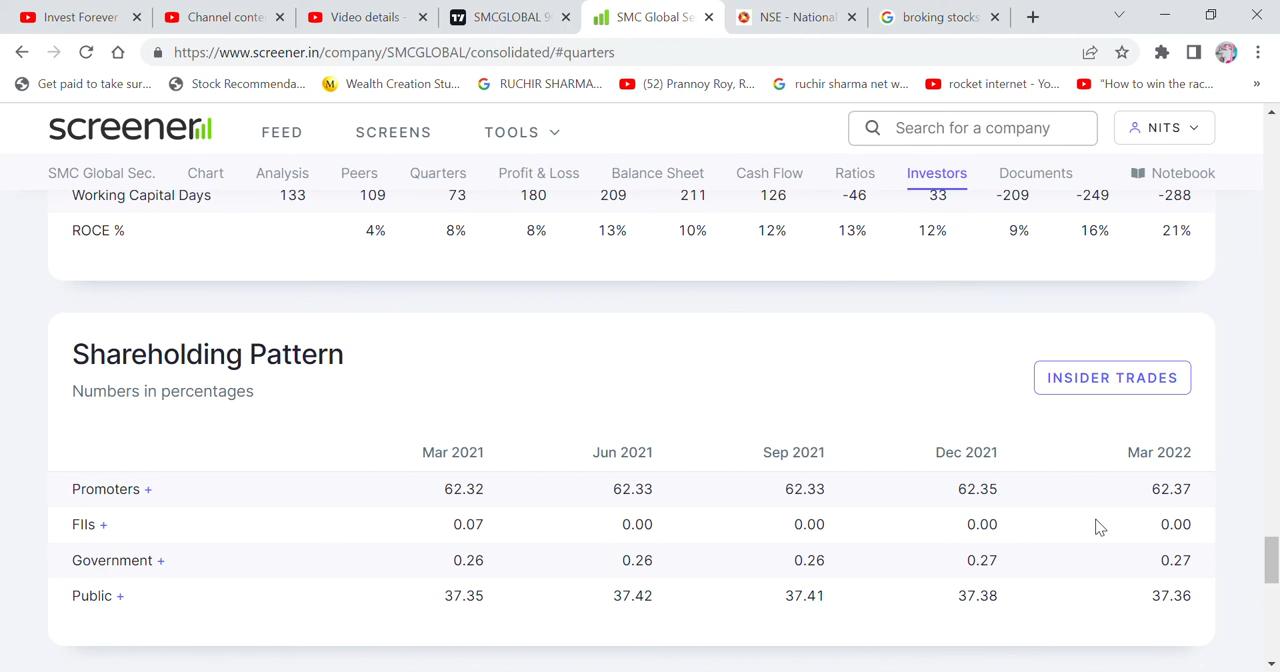 Invest Forever
Channel conte
Video details -
SMCGLOBAL 9
SMC Global Se
NSE - National
broking stocks
https://www.screener.in/company/SMCGLOBAL/consolidated/#quarters
Get paid to take sur...
Stock Recommenda...
Wealth Creation Stu...
RUCHIR SHARMA...
(52) Prannoy Roy, R...
ruchir sharma net w...
rocket internet - Yo...
"How to win the rac...
»
screener
FEED
SCREENS
TOOLS
Search for a company
NITS
SMC Global Sec. Chart Analysis Peers Quarters Profit & Loss Balance Sheet Cash Flow Ratios Investors Documents Notebook
Working Capital Days 133 109 73 180 209 211 126 -46 33 -209 -249 -288
ROCE % 4% 8% 8% 13% 10% 12% 13% 12% 9% 16% 21%
Shareholding Pattern
Numbers in percentages
INSIDER TRADES
Mar 2021 Jun 2021 Sep 2021 Dec 2021 Mar 2022
Promoters + 62.32 62.33 62.33 62.35 62.37
FIIs + 0.07 0.00 0.00 0.00 0.00
Government + 0.26 0.26 0.26 0.27 0.27
Public + 37.35 37.42 37.41 37.38 37.36